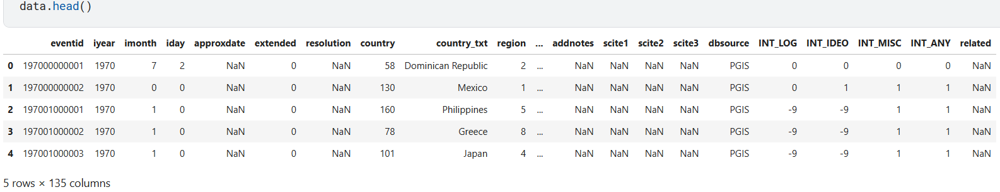 data.head()
eventid iyear imonth iday approxdate extended resolution country country_txt region ... addnotes scite1 scite2 scite3 dbsource INT_LOG INT_IDEO INT_MISC INT_ANY related
0 197000000001 1970 7 2 NaN 0 NaN 58 Dominican Republic 2 ... NaN NaN NaN NaN PGIS 0 0 0 0 NaN
1 197000000002 1970 0 0 NaN 0 NaN 130 Mexico 1 ... NaN NaN NaN NaN PGIS 0 1 1 1 NaN
2 197001000001 1970 1 0 NaN 0 NaN 160 Philippines 5 ... NaN NaN NaN NaN PGIS -9 -9 1 1 NaN
3 197001000002 1970 1 0 NaN 0 NaN 78 Greece 8 ... NaN NaN NaN NaN PGIS -9 -9 1 1 NaN
4 197001000003 1970 1 0 NaN 0 NaN 101 Japan 4 ... NaN NaN NaN NaN PGIS -9 -9 1 1 NaN
5 rows × 135 columns